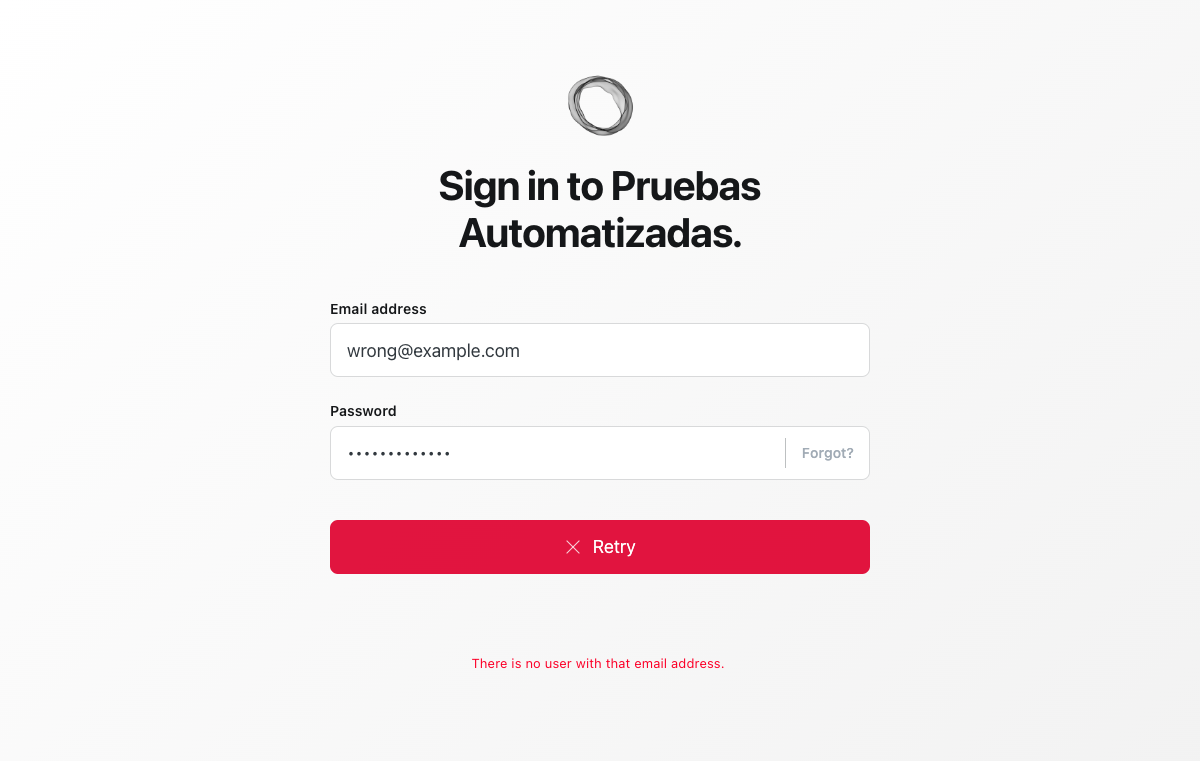 Sign in to Pruebas
Automatizadas.
Email address
wrong@example.com
Password
•••••••••••••
Forgot?
Retry
There is no user with that email address.